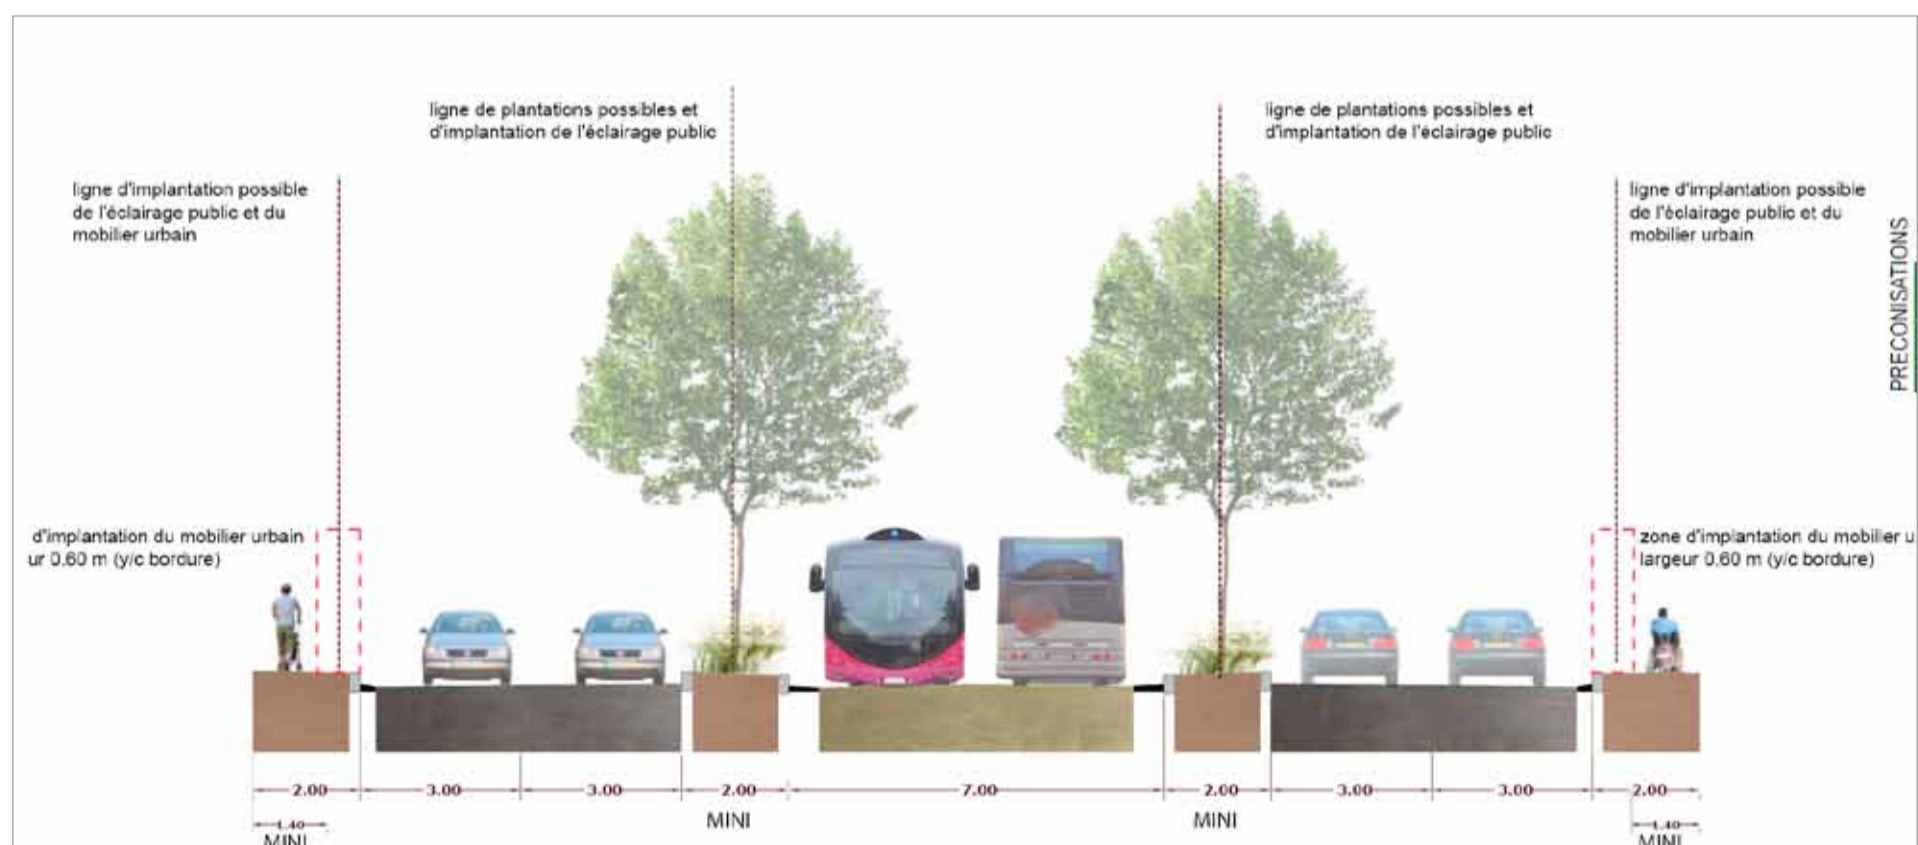 ligne de plantations possibles et
d'implantation de l'éclairage public
ligne de plantations possibles et
d'implantation de l'éclairage public
ligne d'implantation possible
de l'éclairage public et du
mobilier urbain
ligne d'implantation possible
de l'éclairage public et du
mobilier urbain
PRECONISATIONS
d'implantation du mobilier urbain
ur 0.60 m (y/c bordure)
zone d'implantation du mobilier u
largeur 0.60 m (y/c bordure)
2.00 3.00 3.00 2.00 7.00 2.00 3.00 3.00 2.00
MINI MINI
1.40 1.40
MINI MINI